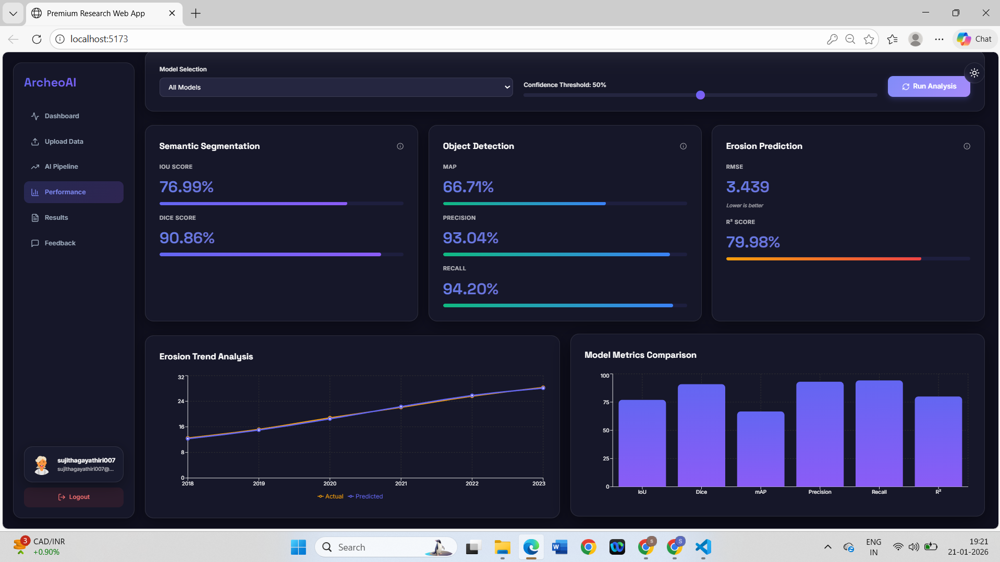 Premium Research Web App
localhost:5173
Chat
ArcheoAI
Dashboard
Upload Data
AI Pipeline
Performance
Results
Feedback
sujithagayathiri007
sujithagayathiri007@...
Logout
Model Selection
All Models
Confidence Threshold: 50%
Run Analysis
Semantic Segmentation
IOU SCORE
76.99%
DICE SCORE
90.86%
Object Detection
MAP
66.71%
PRECISION
93.04%
RECALL
94.20%
Erosion Prediction
RMSE
3.439
Lower is better
R² SCORE
79.98%
Erosion Trend Analysis
32
24
16
8
0
2018 2019 2020 2021 2022 2023
Actual Predicted
Model Metrics Comparison
100
75
50
25
0
IoU Dice mAP Precision Recall R²
3
CAD/INR
+0.90%
Search
S
S
ENG
IN
19:21
21-01-2026